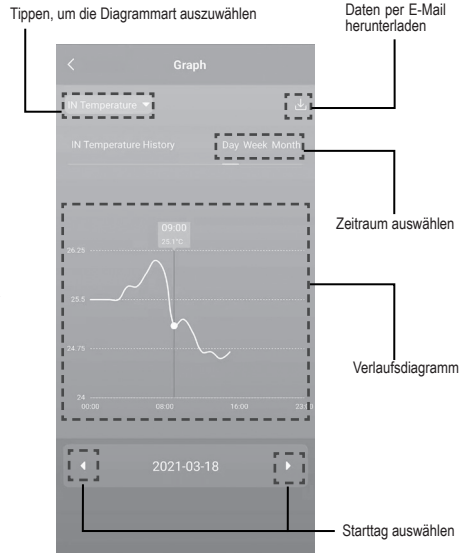 Tippen, um die Diagrammart auszuwählen
Daten per E-Mail
herunterladen
Graph
IN Temperature
IN Temperature History
Day Week Month
Zeitraum auswählen
09:00
25.1°C
26.25
25.5
24.75
24
00:00 08:00 16:00
Verlaufsdiagramm
2021-03-18
Starttag auswählen